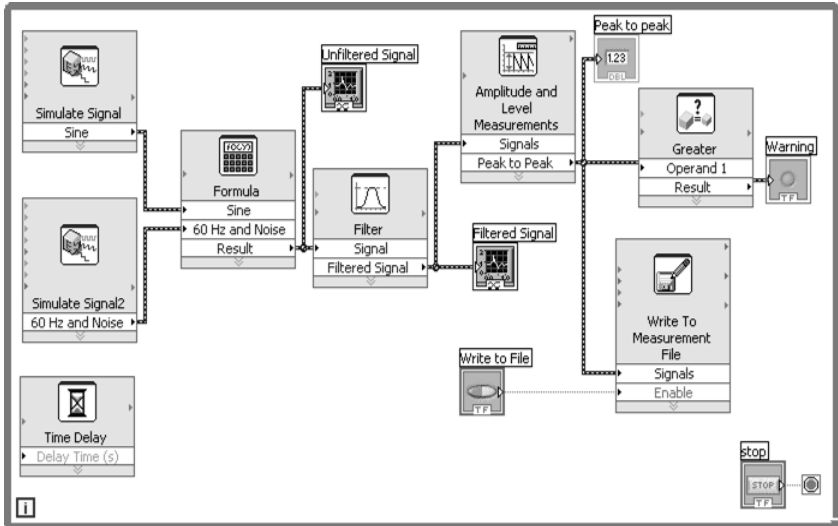 Simulate Signal
Sine
Simulate Signal2
60 Hz and Noise
Time Delay
Delay Time (s)
i
f(x,y)
Formula
Sine
60 Hz and Noise
Result
Unfiltered Signal
Filter
Signal
Filtered Signal
Amplitude and
Level
Measurements
Signals
Peak to Peak
Filtered Signal
Write to File
TF
Peak to peak
1.23
DBL
?
Greater
Operand 1
Result
Warning
TF
Write To
Measurement
File
Signals
Enable
stop
STOP
TF